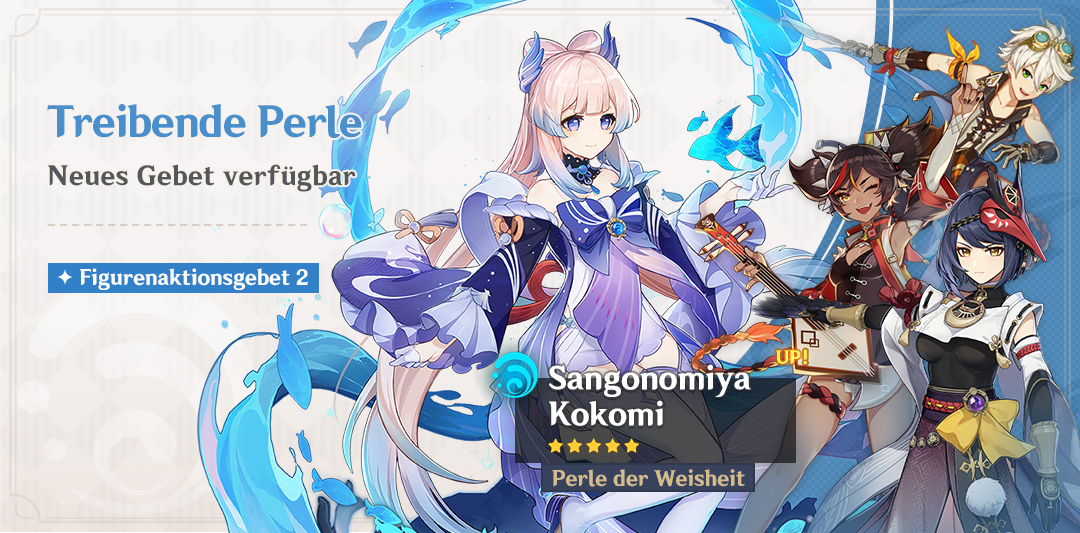 Treibende Perle
Neues Gebet verfügbar
✦ Figurenaktionsgebet 2
UP!
Sangonomiya
Kokomi
★★★★★
Perle der Weisheit